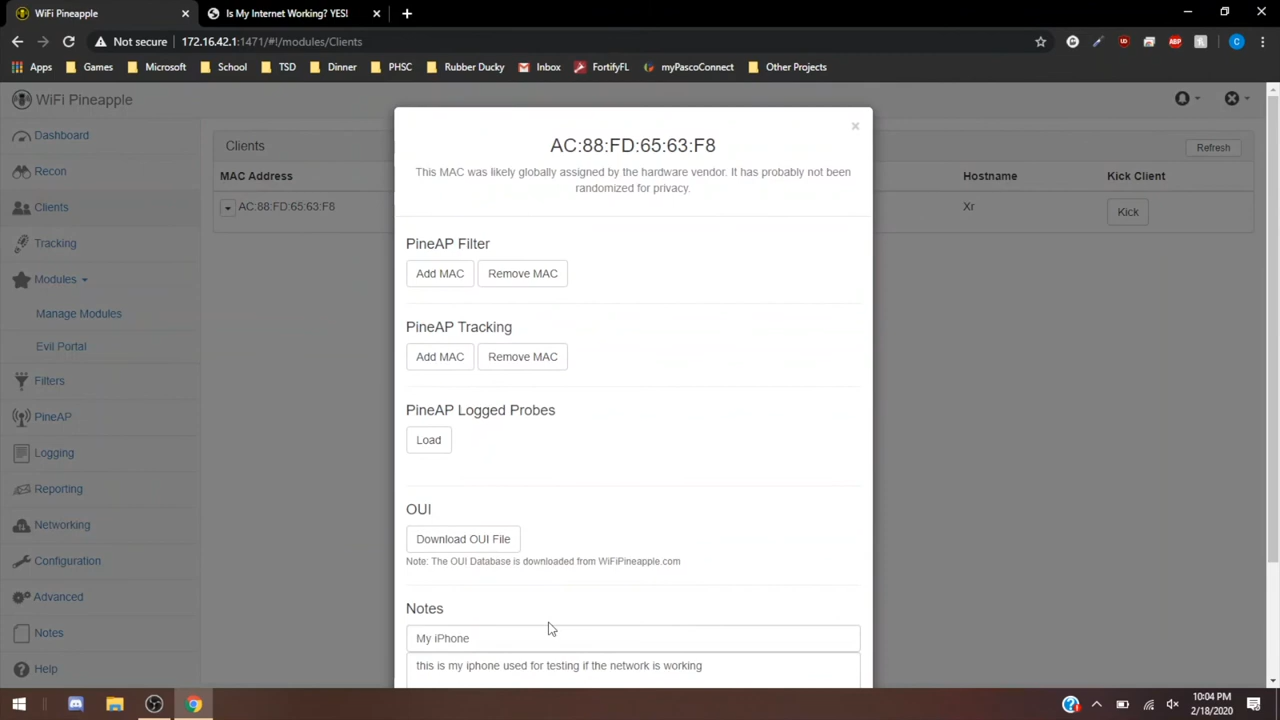 WiFi Pineapple
Is My Internet Working? YES!
Not secure | 172.16.42.1:1471/#!/modules/Clients
Apps Games Microsoft School TSD Dinner PHSC Rubber Ducky Inbox FortifyFL myPascoConnect Other Projects
WiFi Pineapple
Dashboard
Recon
Clients
Tracking
Modules
Manage Modules
Evil Portal
Filters
PineAP
Logging
Reporting
Networking
Configuration
Advanced
Notes
Help
Clients
Refresh
MAC Address Hostname Kick Client
AC:88:FD:65:63:F8 Xr Kick
AC:88:FD:65:63:F8
This MAC was likely globally assigned by the hardware vendor. It has probably not been
randomized for privacy.
PineAP Filter
Add MAC Remove MAC
PineAP Tracking
Add MAC Remove MAC
PineAP Logged Probes
Load
OUI
Download OUI File
Note: The OUI Database is downloaded from WiFiPineapple.com
Notes
My iPhone
this is my iphone used for testing if the network is working
10:04 PM
2/18/2020